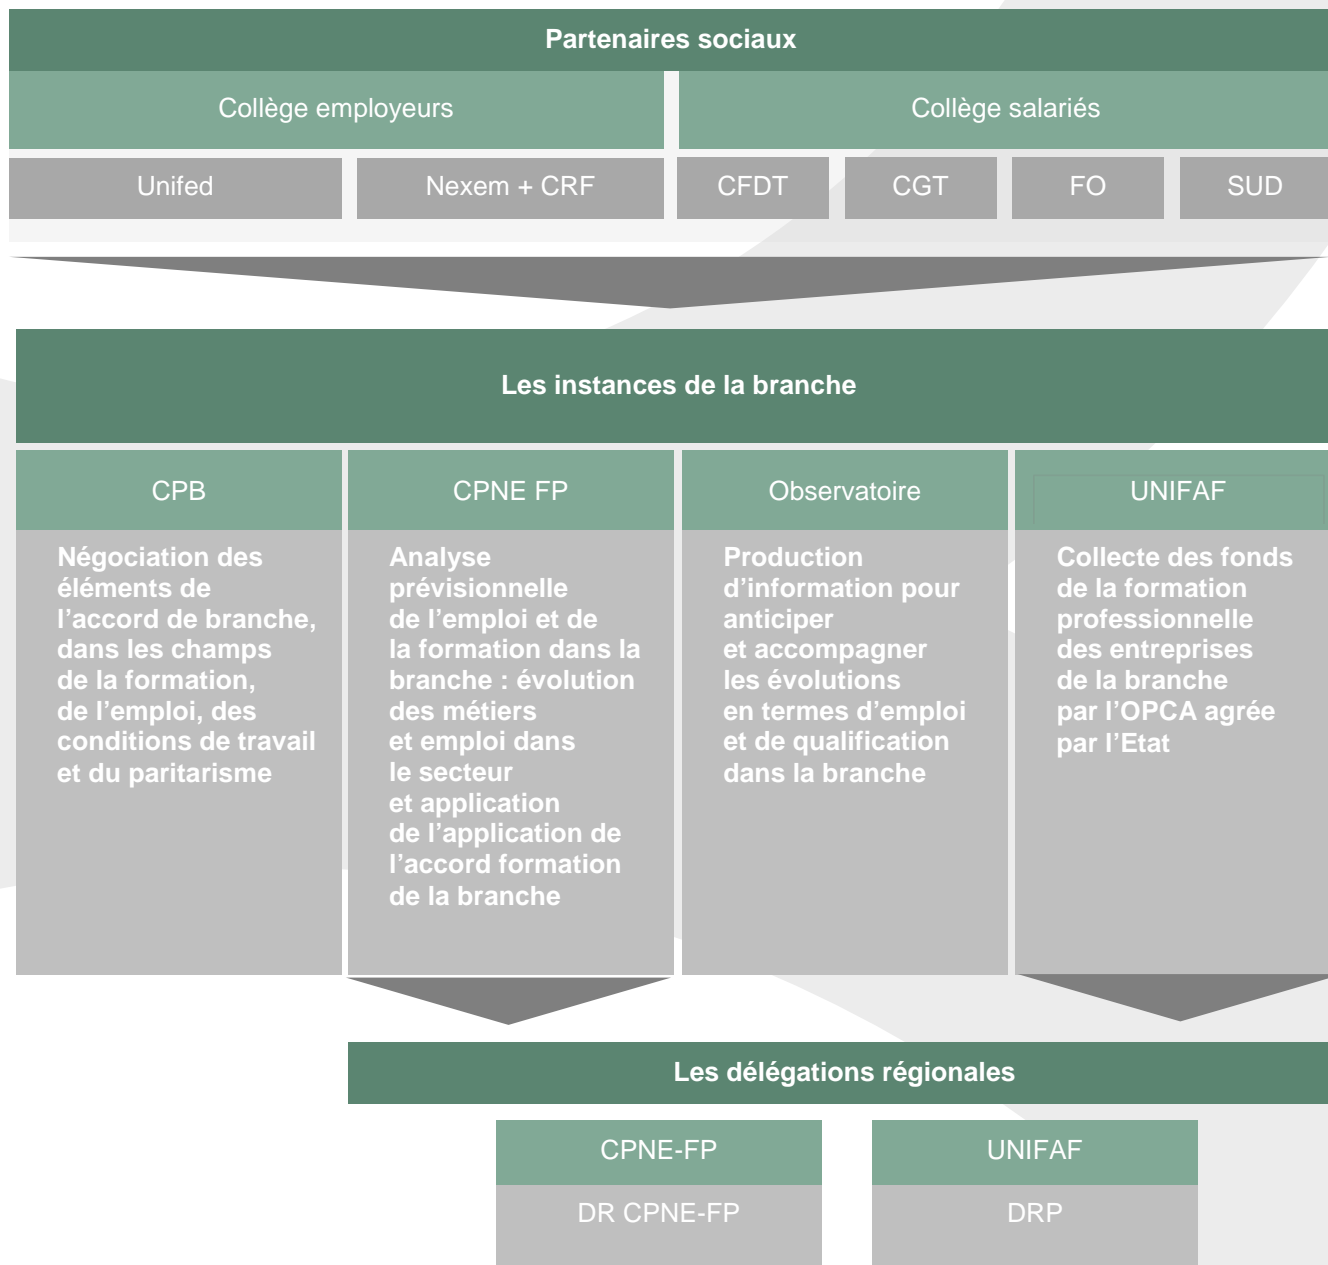 Partenaires sociaux
Collège employeurs
Collège salariés
Unifed
Nexem + CRF
CFDT
CGT
FO
SUD
Les instances de la branche
CPB
CPNE FP
Observatoire
UNIFAF
Négociation des
éléments de
l’accord de branche,
dans les champs
de la formation,
de l’emploi, des
conditions de travail
et du paritarisme
Analyse
prévisionnelle
de l’emploi et de
la formation dans la
branche : évolution
des métiers
et emploi dans
le secteur
et application
de l’application de
l’accord formation
de la branche
Production
d’information pour
anticiper
et accompagner
les évolutions
en termes d’emploi
et de qualification
dans la branche
Collecte des fonds
de la formation
professionnelle
des entreprises
de la branche
par l’OPCA agrée
par l’Etat
Les délégations régionales
CPNE-FP
UNIFAF
DR CPNE-FP
DRP